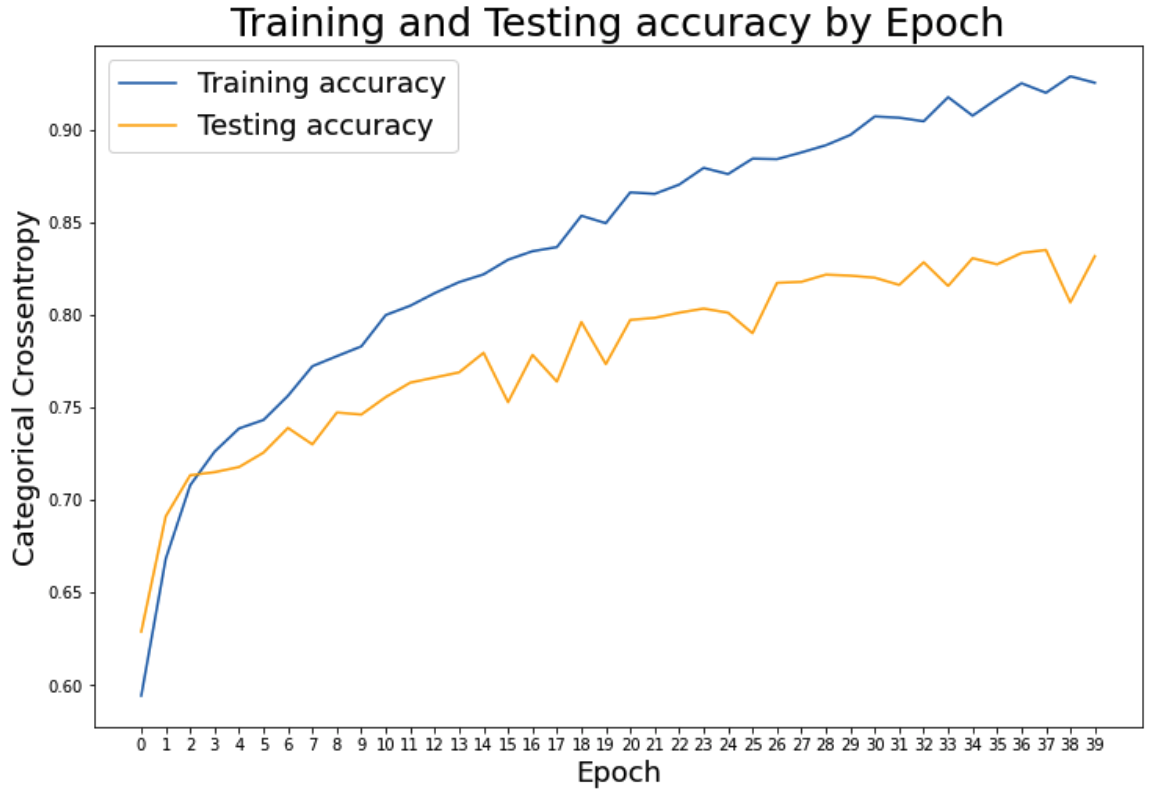 Training and Testing accuracy by Epoch
Training accuracy
Testing accuracy
Categorical Crossentropy
0.90
0.85
0.80
0.75
0.70
0.65
0.60
0 1 2 3 4 5 6 7 8 9 10 11 12 13 14 15 16 17 18 19 20 21 22 23 24 25 26 27 28 29 30 31 32 33 34 35 36 37 38 39
Epoch